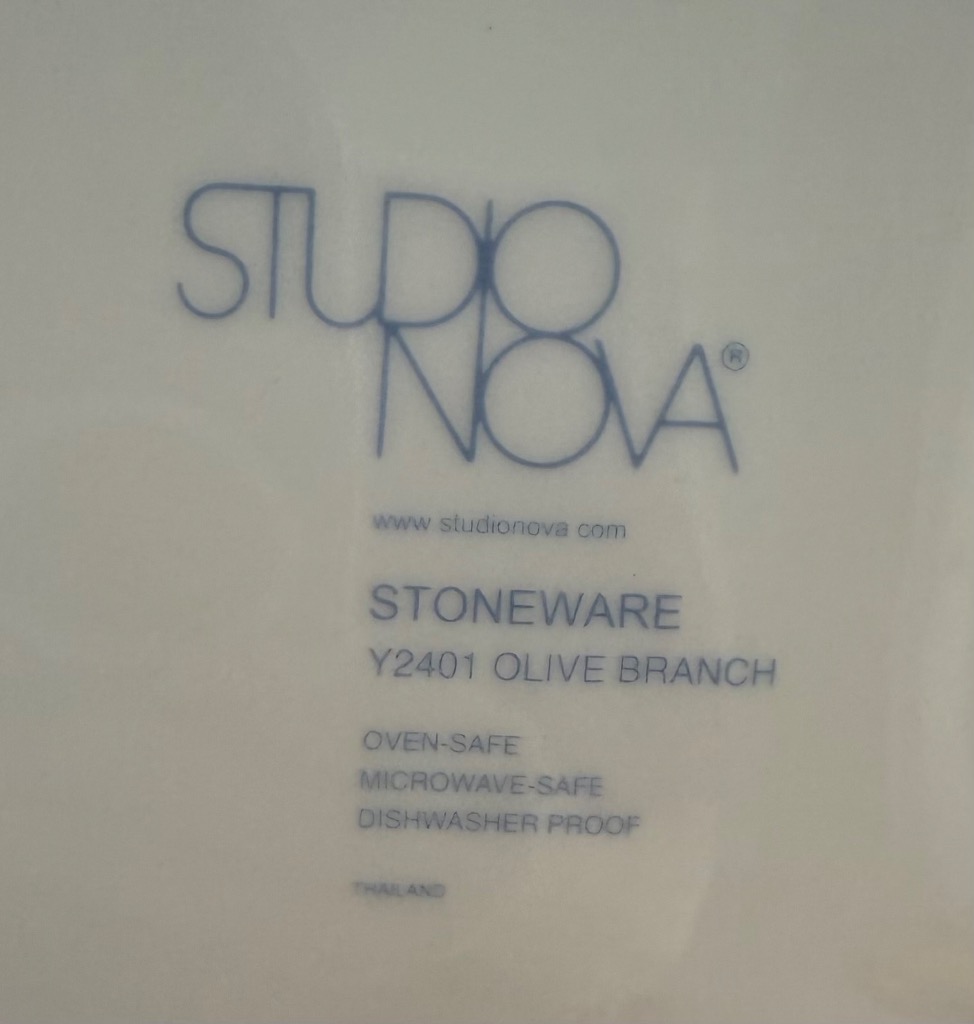 STUDIO
NOVA®
www studionova com
STONEWARE
Y2401 OLIVE BRANCH
OVEN-SAFE
MICROWAVE-SAFE
DISHWASHER PROOF
THAILAND